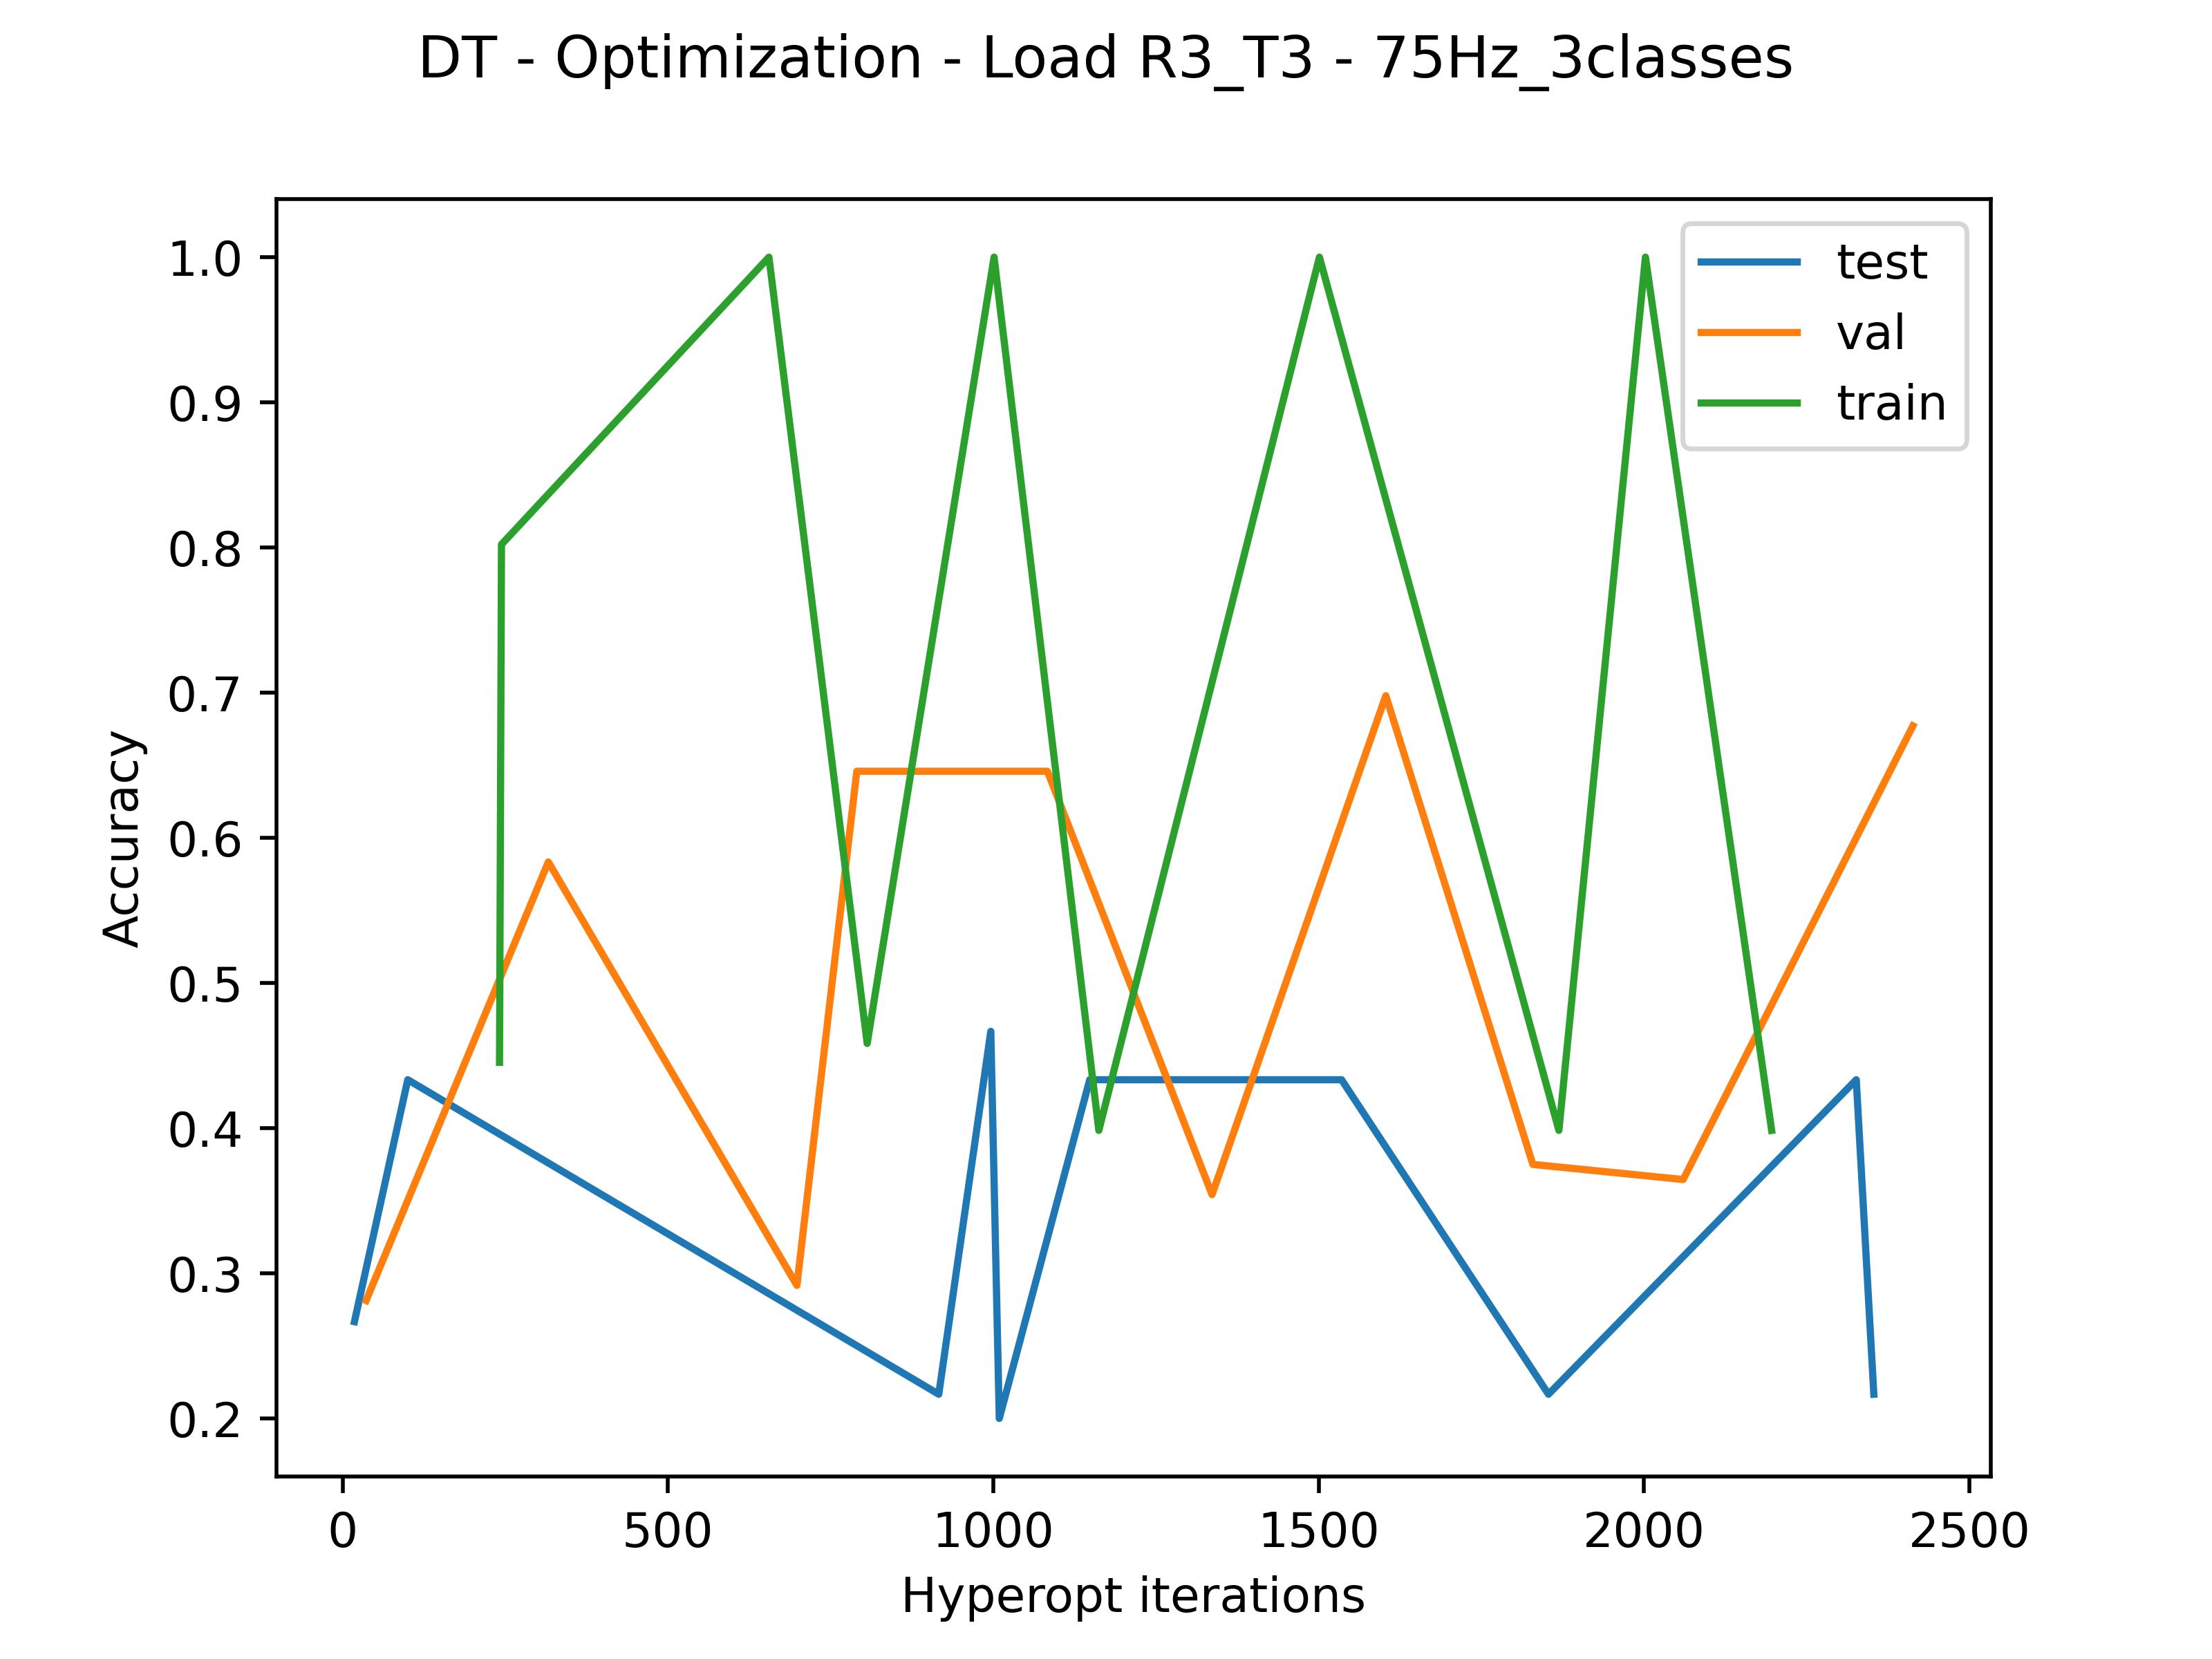 DT - Optimization - Load R3_T3 - 75Hz_3classes
test
val
train
1.0
0.9
0.8
0.7
0.6
0.5
0.4
0.3
0.2
Accuracy
0 500 1000 1500 2000 2500
Hyperopt iterations